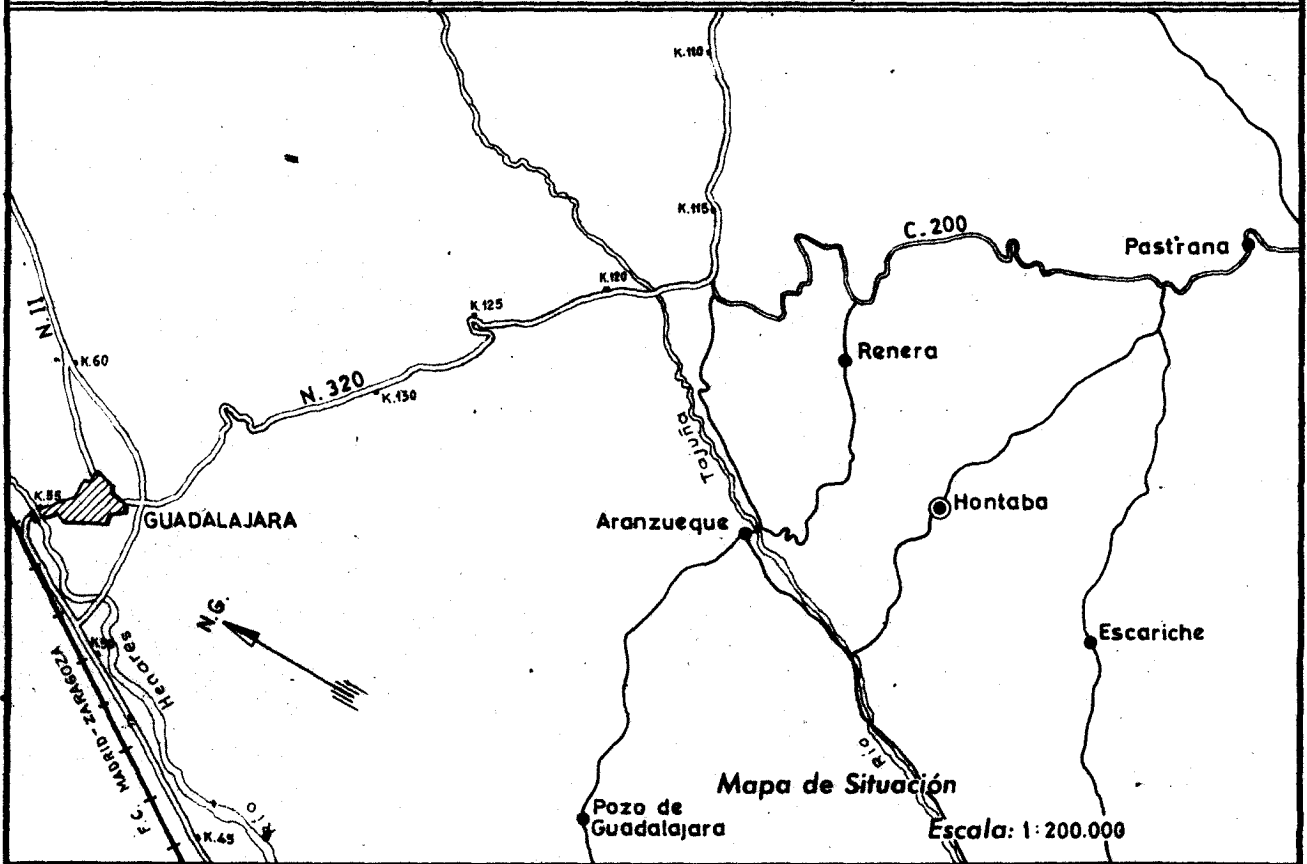 K.110
K.115
C.200
Pastrana
K.120
K.125
N.II
K.60
Renera
N.320
K.130
Tajuña
K.55
GUADALAJARA
Hontaba
Aranzueque
N.G.
Escariche
Henares
F.C. MADRID-ZARAGOZA
Río
Río
Mapa de Situación
Pozo de
Guadalajara
Escala: 1:200.000
K.45